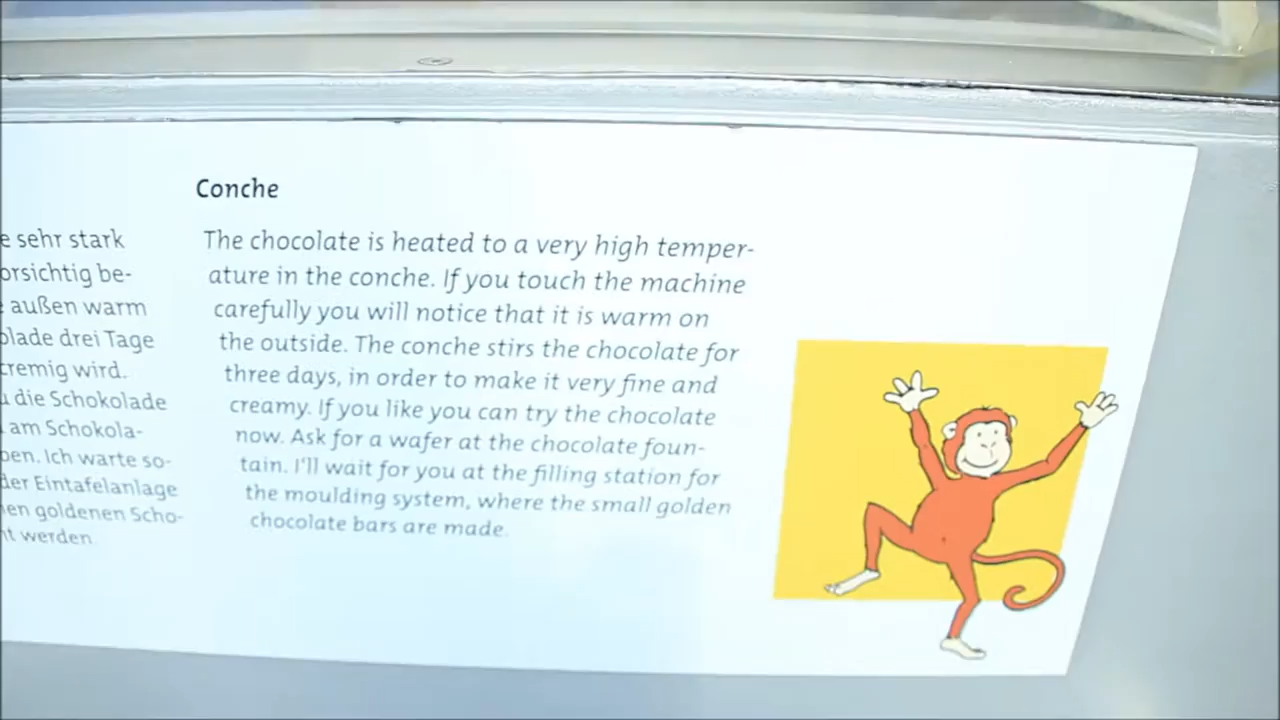 sehr stark
be-
außen warm
drei Tage
cremig wird.
die Schokolade
am Schokola-
Ich warte so-
der Eintafelanlage
goldenen Scho-
werden
Conche
The chocolate is heated to a very high temper-
ature in the conche. If you touch the machine
carefully you will notice that it is warm on
the outside. The conche stirs the chocolate for
three days, in order to make it very fine and
creamy. If you like you can try the chocolate
now. Ask for a wafer at the chocolate foun-
tain. I'll wait for you at the filling station for
the moulding system, where the small golden
chocolate bars are made.